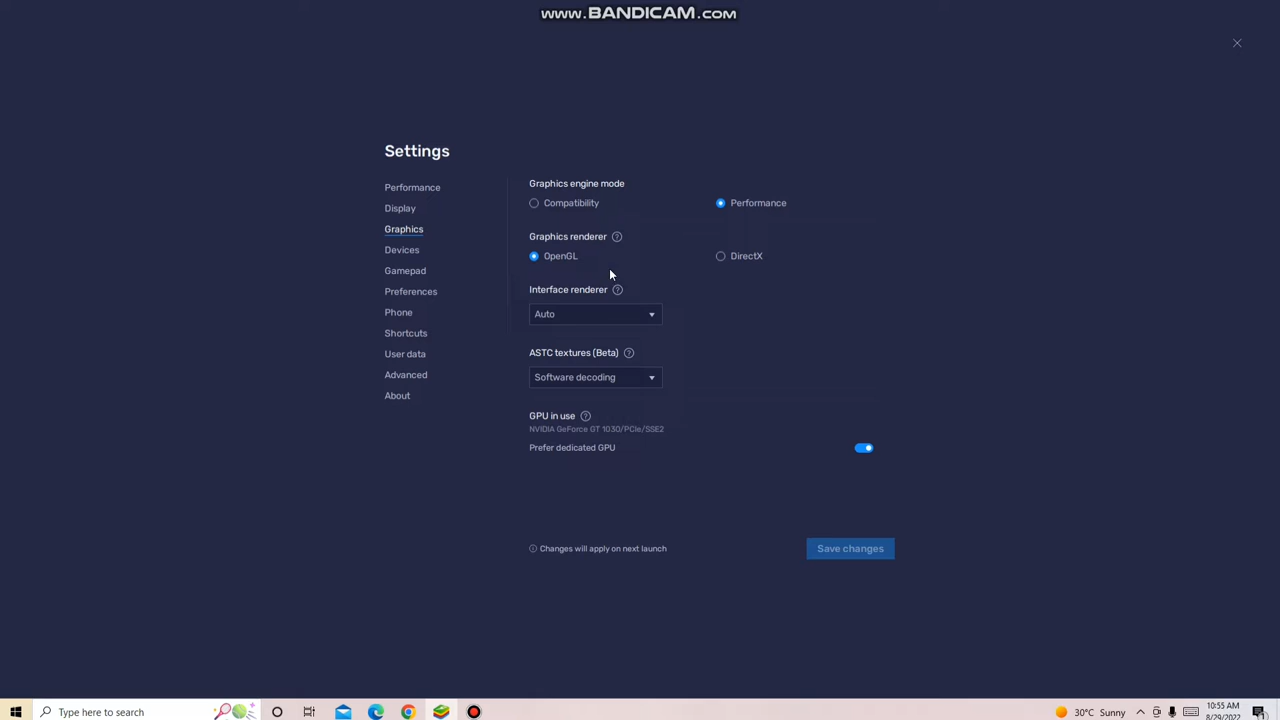 www.BANDICAM.com
Settings
Performance
Display
Graphics
Devices
Gamepad
Preferences
Phone
Shortcuts
User data
Advanced
About
Graphics engine mode
Compatibility Performance
Graphics renderer ?
OpenGL DirectX
Interface renderer ?
Auto
ASTC textures (Beta) ?
Software decoding
GPU in use ?
NVIDIA GeForce GT 1030/PCIe/SSE2
Prefer dedicated GPU
Changes will apply on next launch
Save changes
Type here to search
30°C Sunny
10:55 AM
8/29/2022